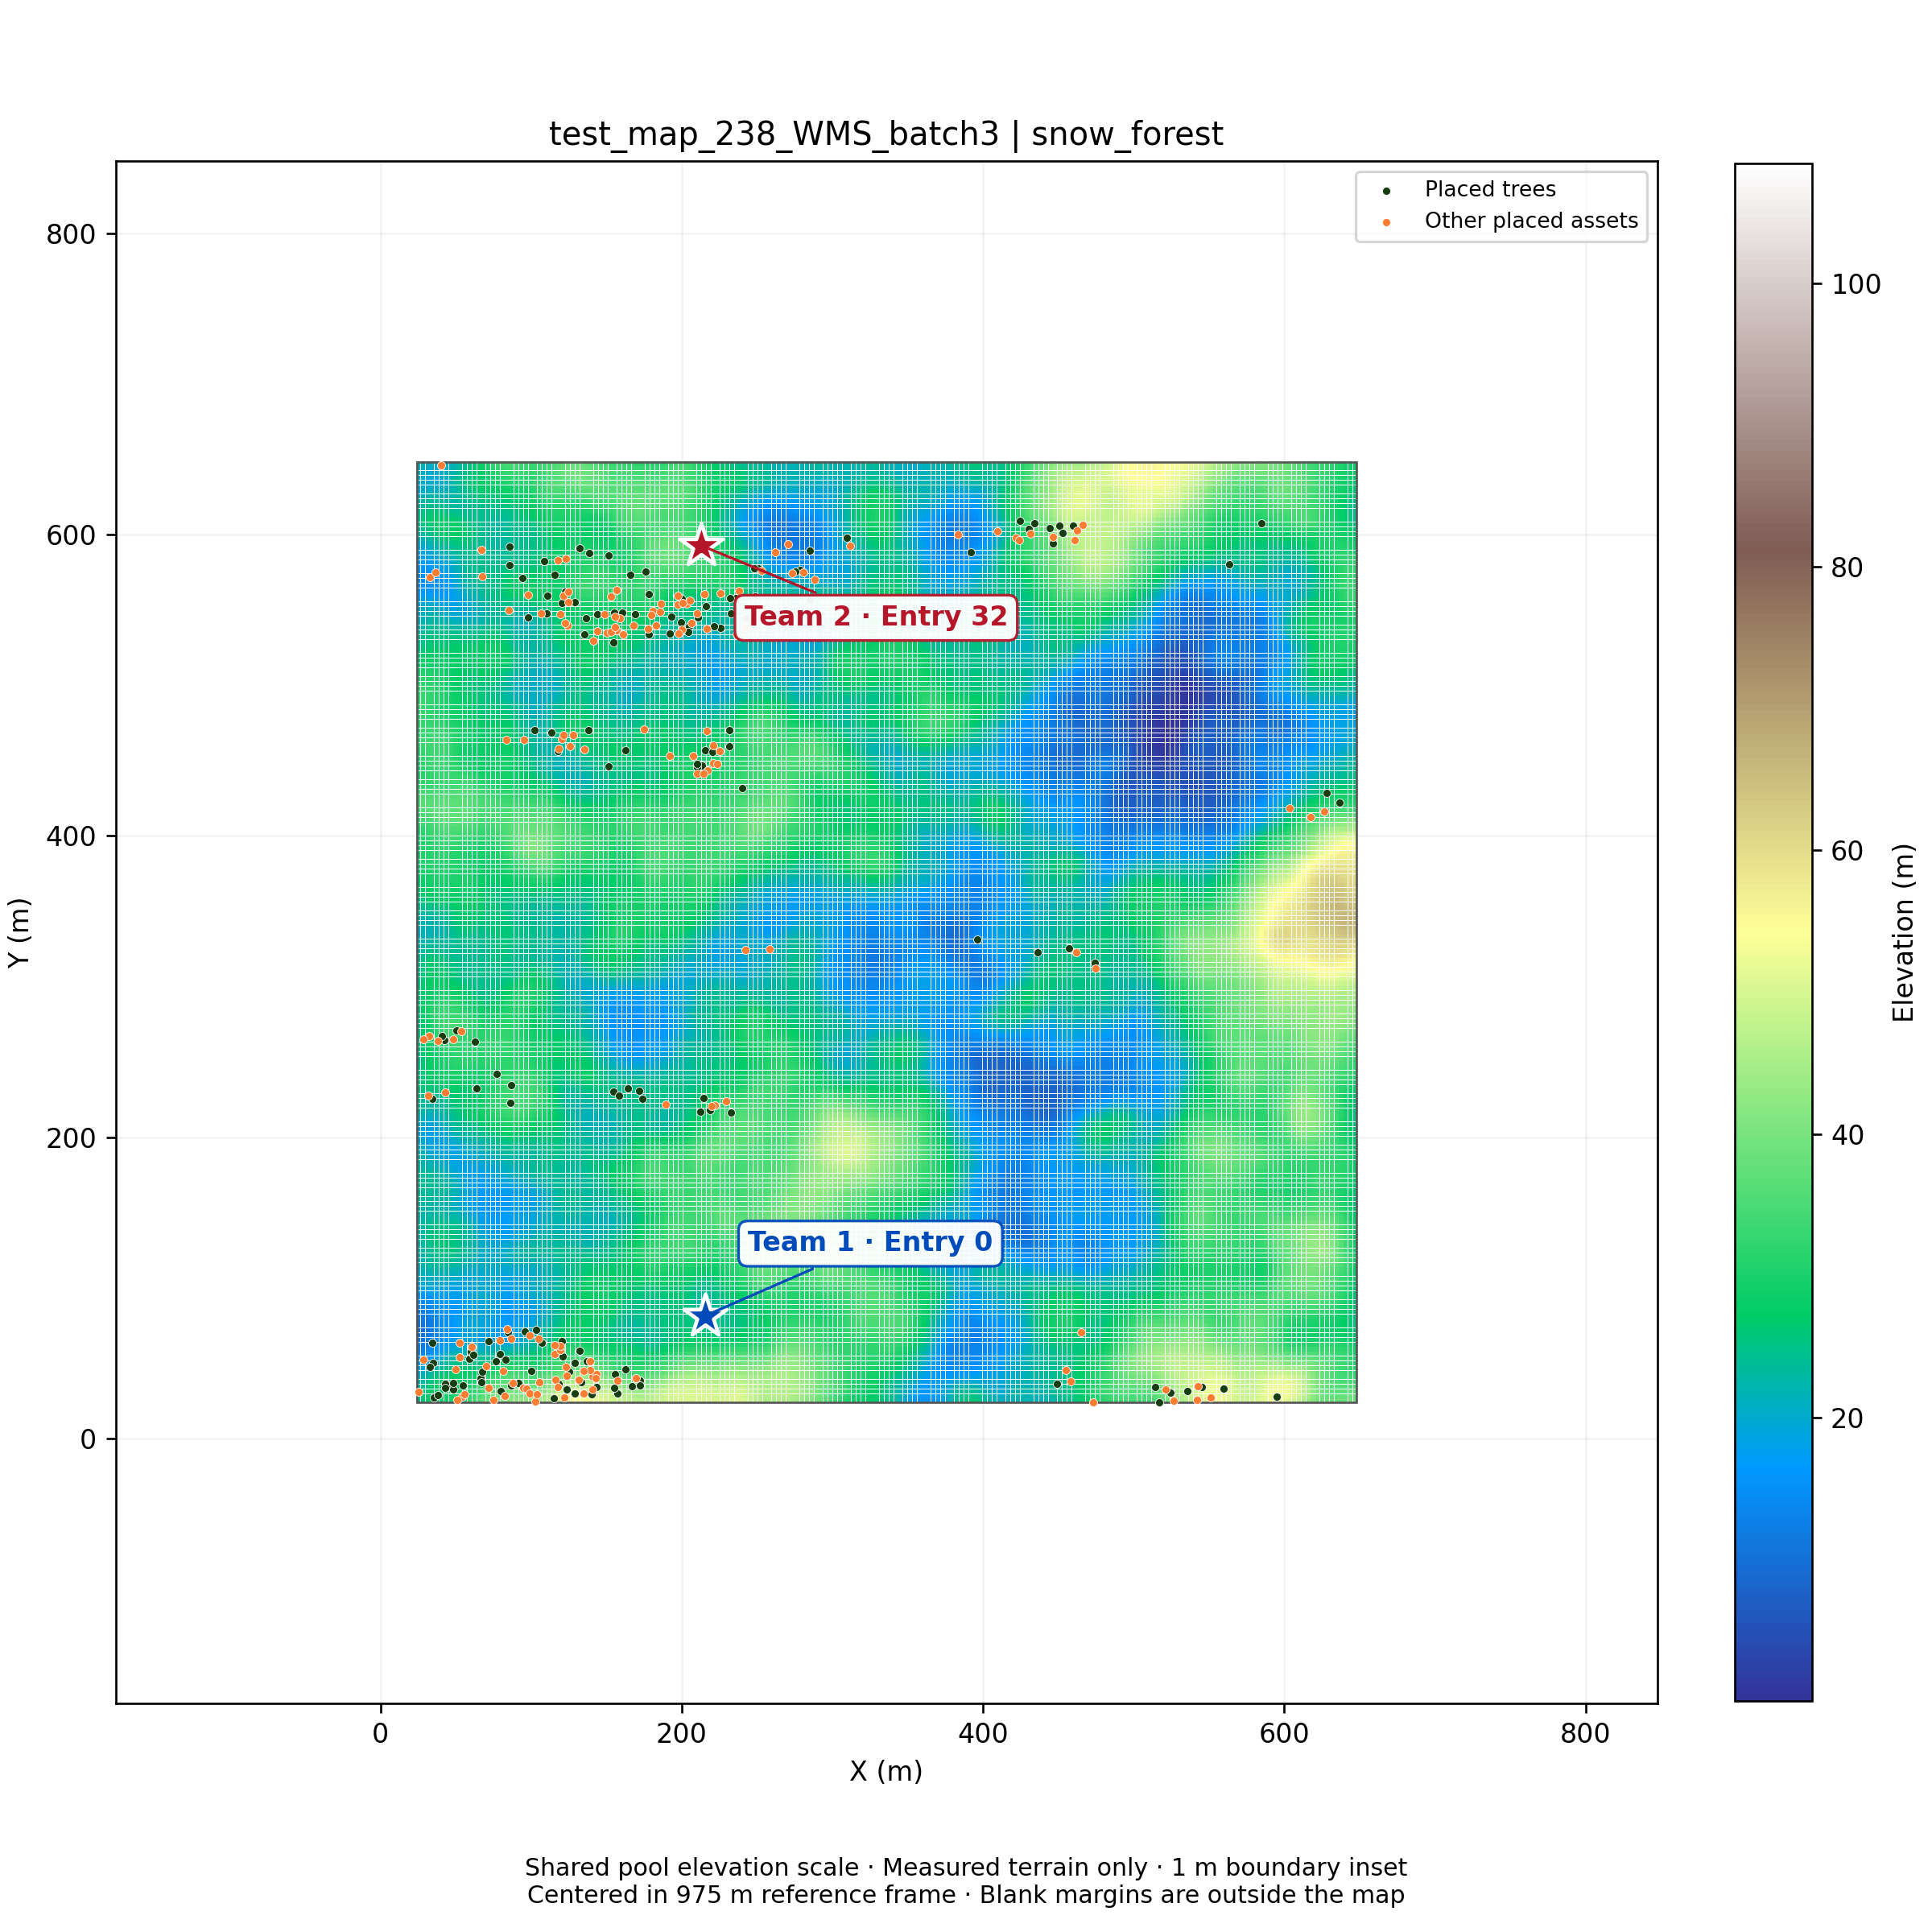 test_map_238_WMS_batch3 | snow_forest
Placed trees
Other placed assets
800
600
400
200
0
Y (m)
Team 2 · Entry 32
Team 1 · Entry 0
0
200
400
600
800
X (m)
100
80
60
40
20
Elevation (m)
Shared pool elevation scale · Measured terrain only · 1 m boundary inset
Centered in 975 m reference frame · Blank margins are outside the map